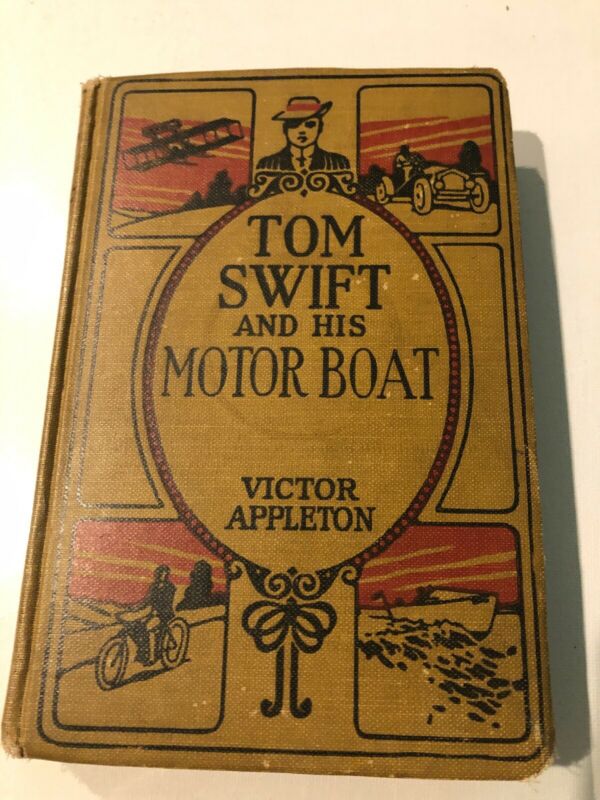 TOM
SWIFT
AND HIS
MOTOR BOAT
VICTOR
APPLETON